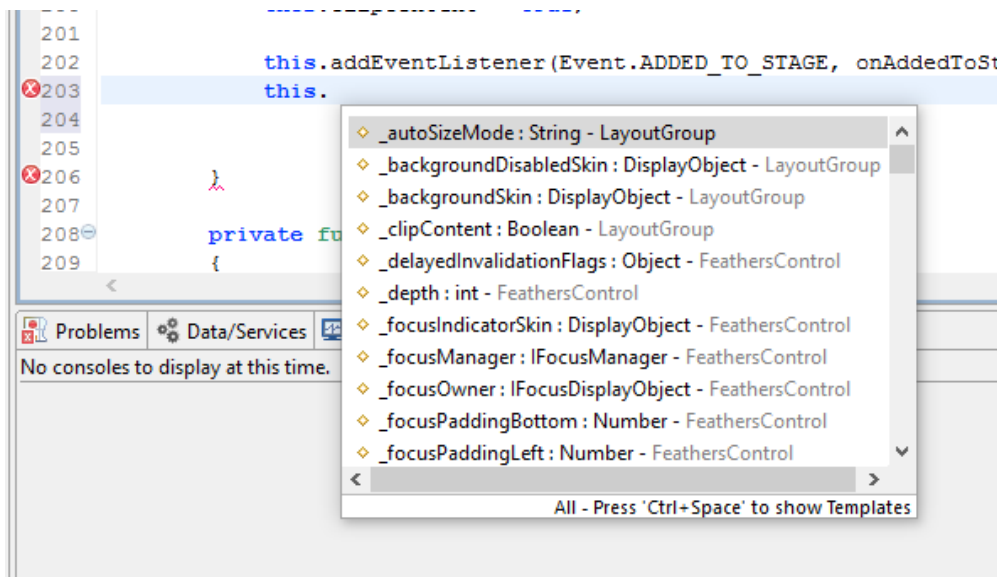 201
202 this.addEventListener(Event.ADDED_TO_STAGE, onAddedToSt
203 this.
204
205
206 }
207
208 private fu
209 {
_autoSizeMode : String - LayoutGroup
_backgroundDisabledSkin : DisplayObject - LayoutGroup
_backgroundSkin : DisplayObject - LayoutGroup
_clipContent : Boolean - LayoutGroup
_delayedInvalidationFlags : Object - FeathersControl
_depth : int - FeathersControl
_focusIndicatorSkin : DisplayObject - FeathersControl
_focusManager : IFocusManager - FeathersControl
_focusOwner : IFocusDisplayObject - FeathersControl
_focusPaddingBottom : Number - FeathersControl
_focusPaddingLeft : Number - FeathersControl
All - Press 'Ctrl+Space' to show Templates
Problems Data/Services
No consoles to display at this time.